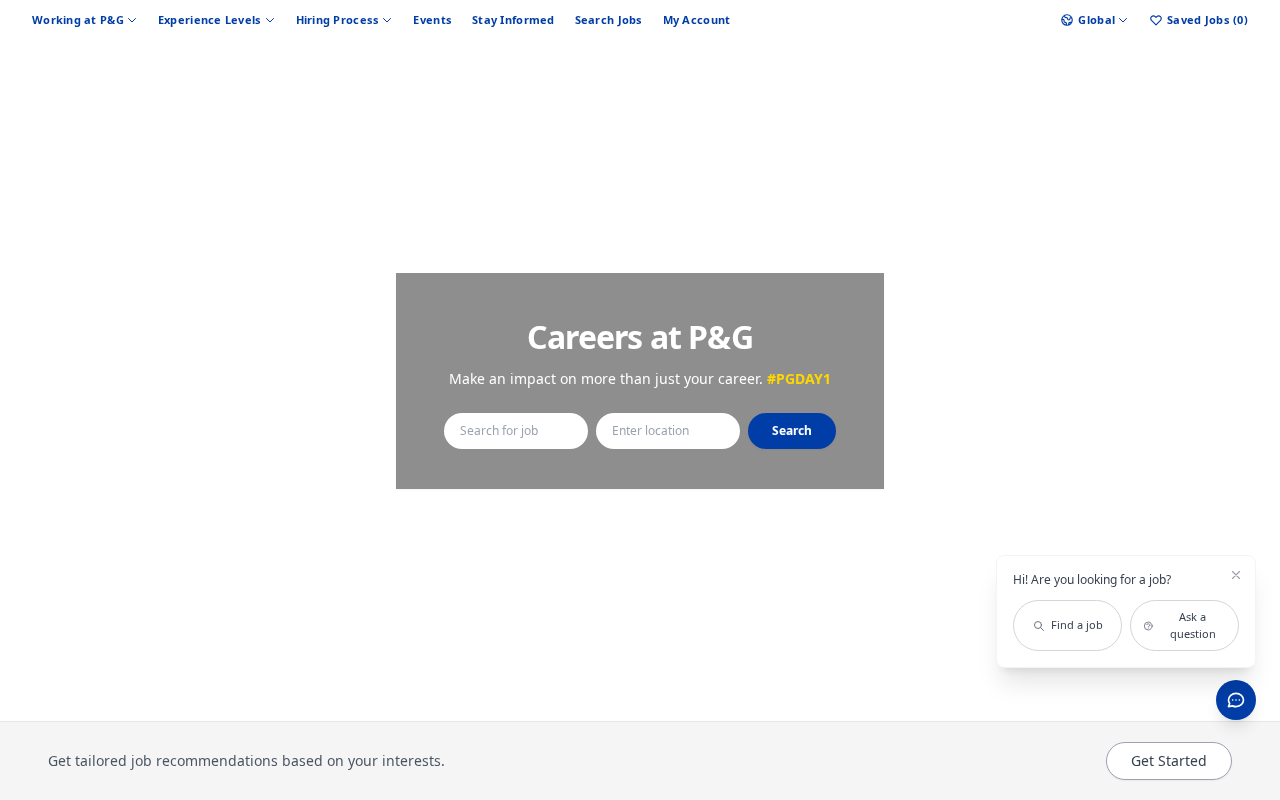 Working at P&G Experience Levels Hiring Process Events Stay Informed Search Jobs My Account Global Saved Jobs (0)
Careers at P&G
Make an impact on more than just your career. #PGDAY1
Search for job Enter location Search
Hi! Are you looking for a job?
Find a job
Ask a
question
Get tailored job recommendations based on your interests. Get Started